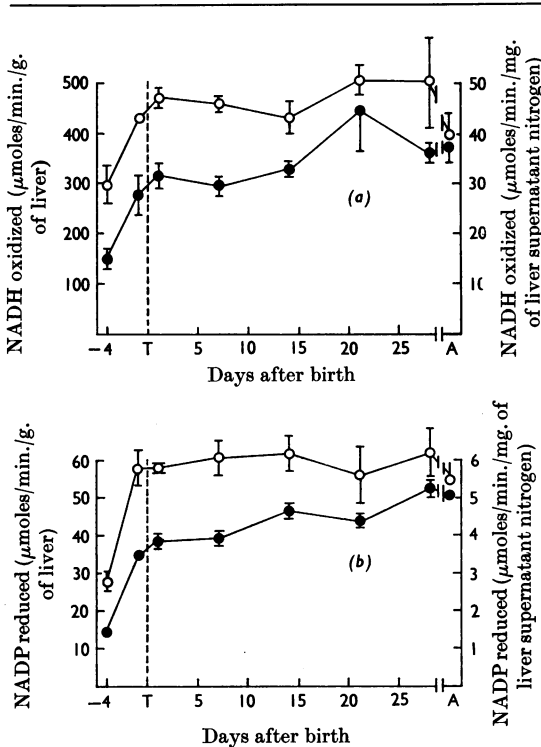 NADH oxidized (μmoles/min./g.
of liver)
500
400
300
200
100
(a)
50
40
30
20
NADH oxidized (μmoles/min./mg.
of liver supernatant nitrogen)
−4 T 5 10 15 20 25 A
Days after birth
NADP reduced (μmoles/min./g.
of liver)
60
50
40
30
20
10
(b)
6
5
4
3
2
1
NADP reduced (μmoles/min./mg. of
liver supernatant nitrogen)
−4 T 5 10 15 20 25 A
Days after birth